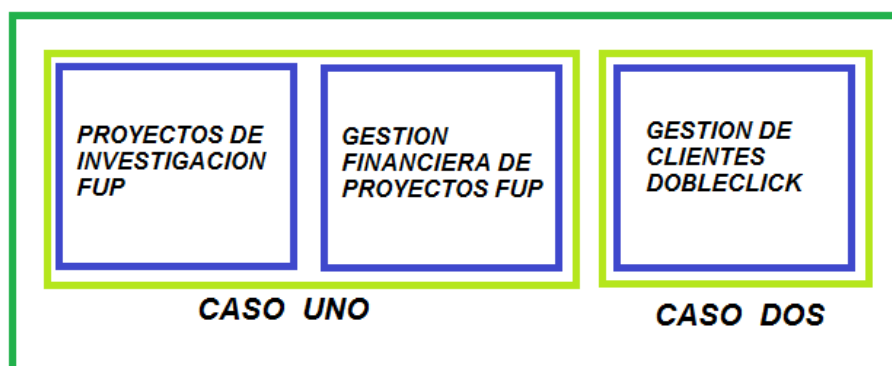 PROYECTOS DE
INVESTIGACION
FUP
GESTION
FINANCIERA DE
PROYECTOS FUP
GESTION DE
CLIENTES
DOBLECLICK
CASO UNO
CASO DOS